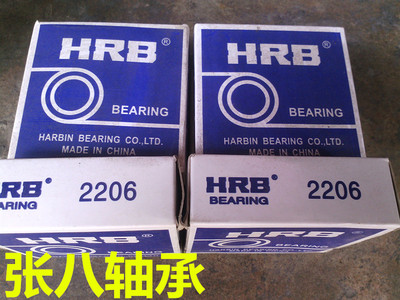 HRB®
BEARING
HARBIN BEARING CO.,LTD.
MADE IN CHINA
HRB®
BEARING
HARBIN BEARING CO.,LTD.
MADE IN CHINA
HRB®
BEARING
2206
HRB®
BEARING
2206
张八轴承